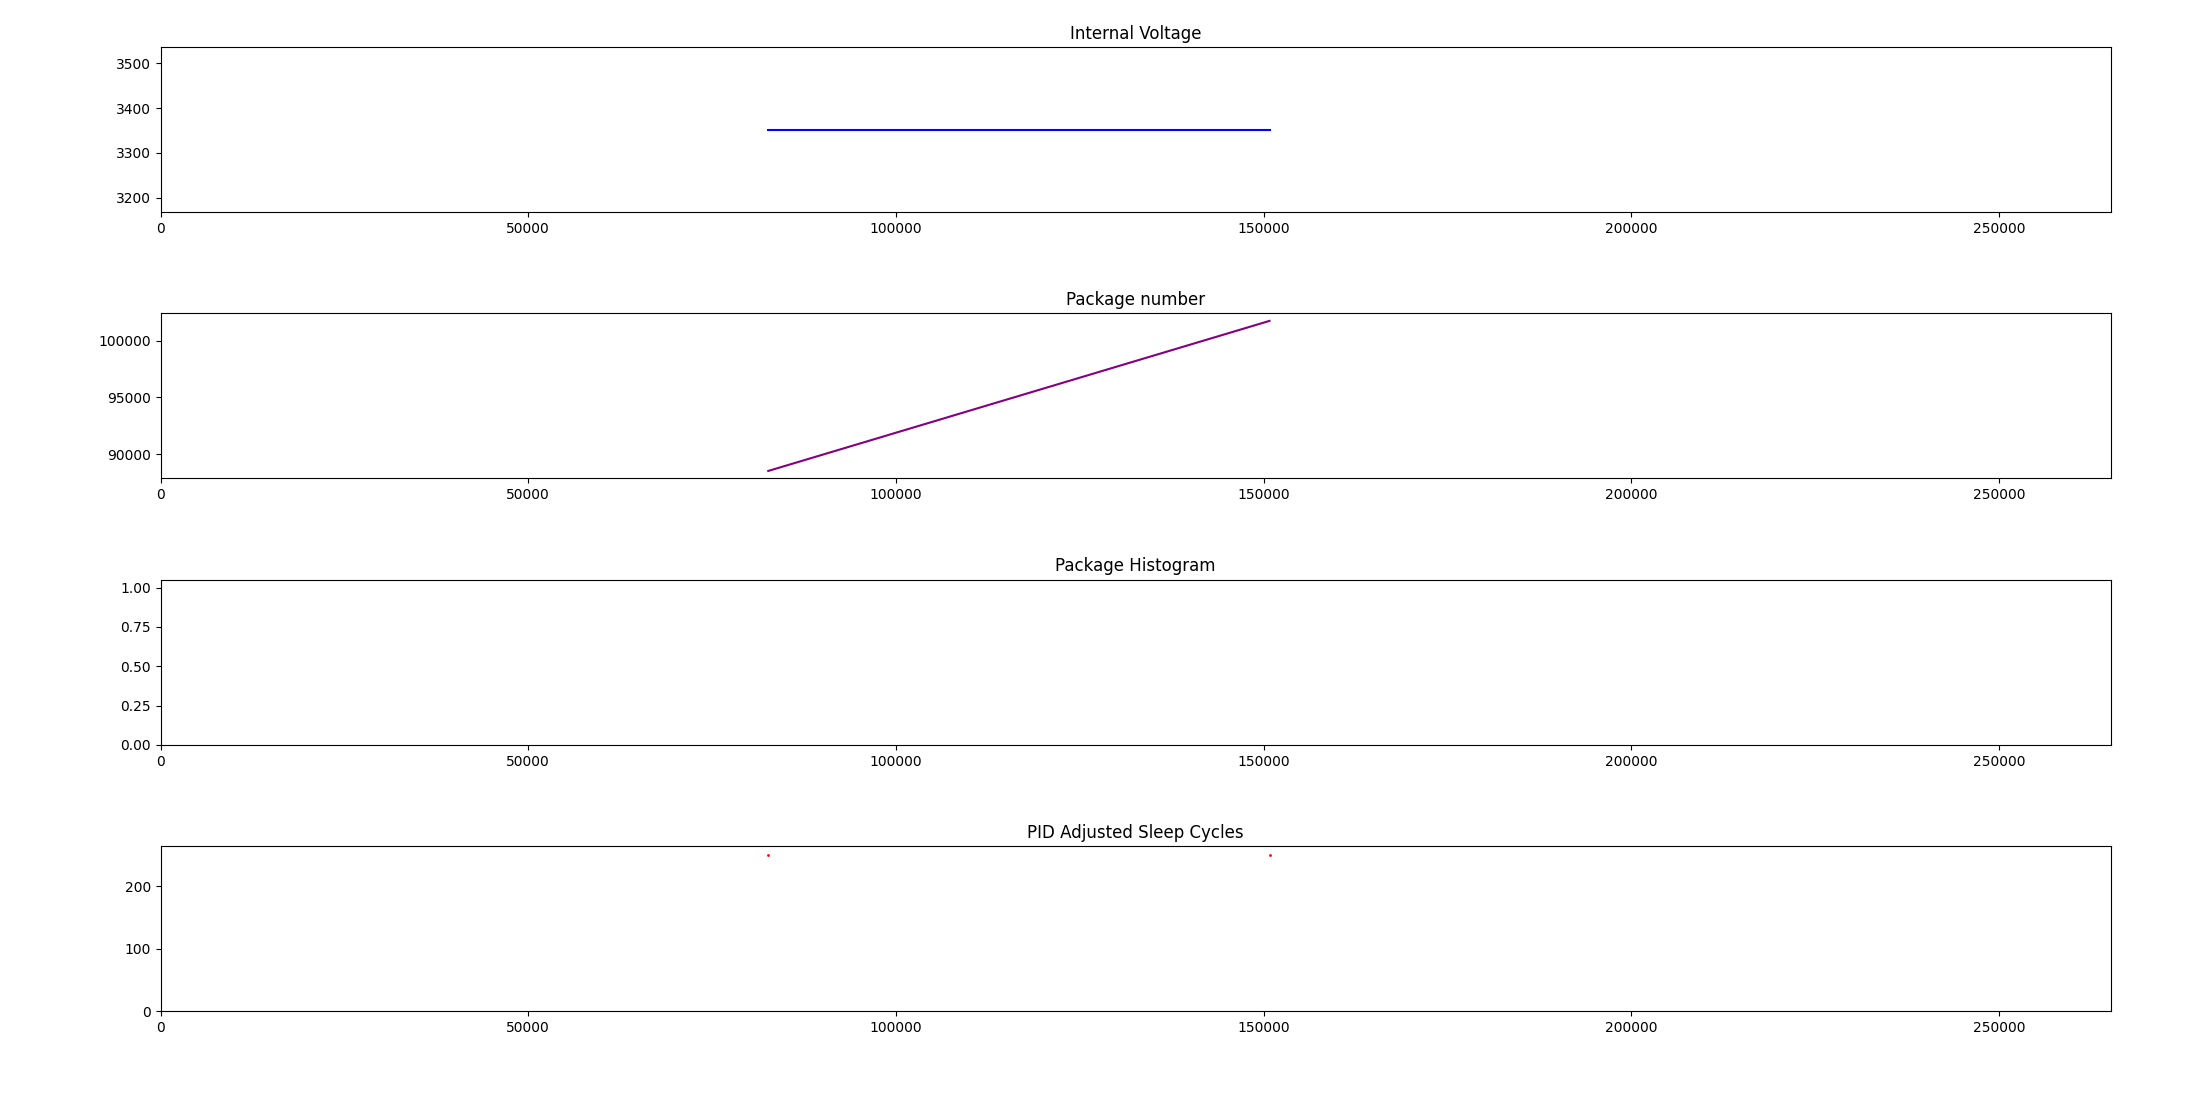 Internal Voltage
3500
3400
3300
3200
0 50000 100000 150000 200000 250000
Package number
100000
95000
90000
0 50000 100000 150000 200000 250000
Package Histogram
1.00
0.75
0.50
0.25
0.00
0 50000 100000 150000 200000 250000
PID Adjusted Sleep Cycles
200
100
0
0 50000 100000 150000 200000 250000